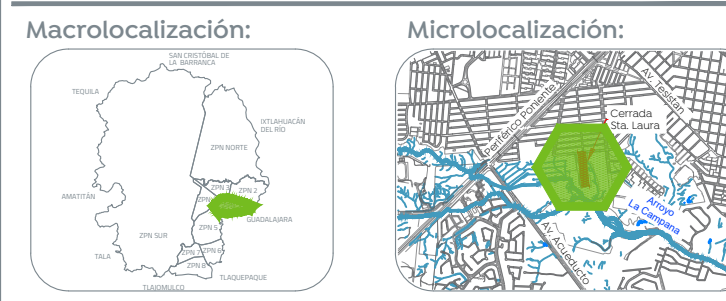 Macrolocalización:
SAN CRISTÓBAL DE
LA BARRANCA
TEQUILA
IXTLAHUACÁN
DEL RÍO
ZPN NORTE
ZPN 3
ZPN 2
AMATITÁN
GUADALAJARA
ZPN 5
ZPN SUR
ZPN 7
ZPN 6
TALA
ZPN 8
TLAQUEPAQUE
TLAJOMULCO
Microlocalización:
Av. Tesistán
Periférico Poniente
Cerrada
Sta. Laura
Arroyo
La Campana
Av. Acueducto